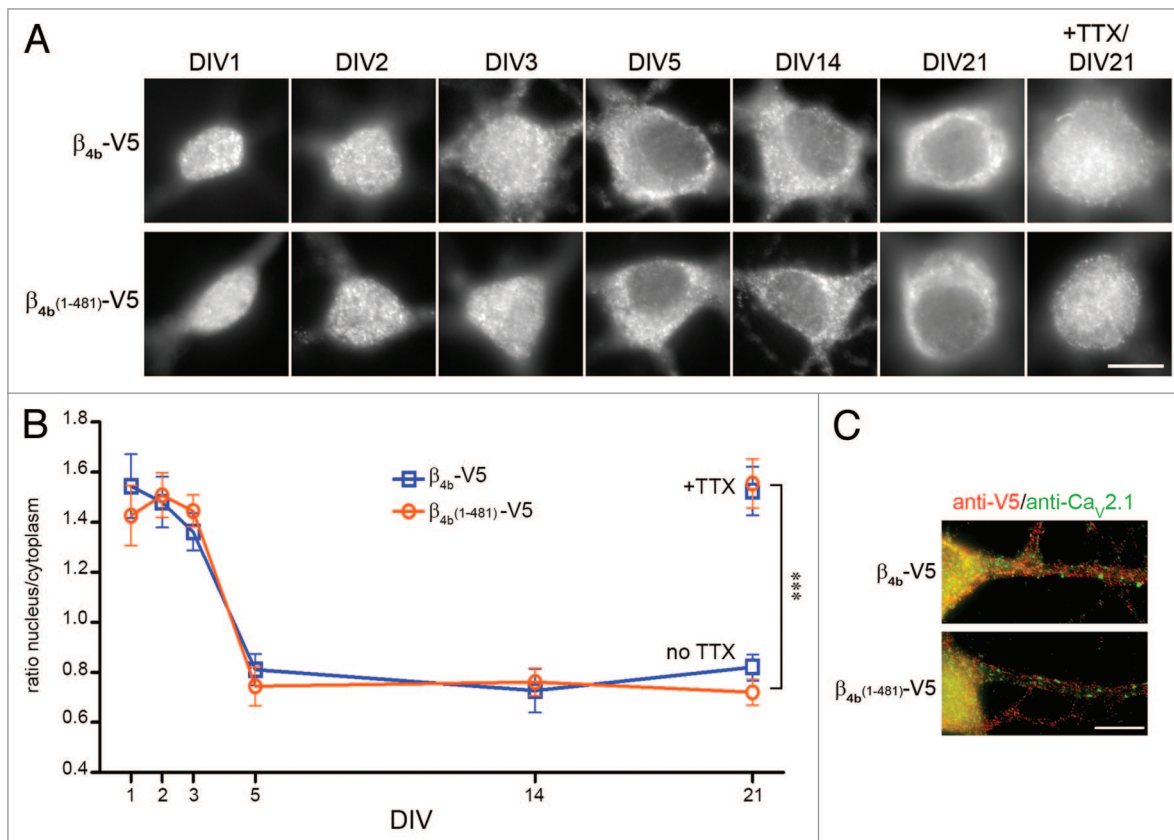 A
DIV1 DIV2 DIV3 DIV5 DIV14 DIV21 +TTX/
DIV21
β4b-V5
β4b(1-481)-V5
B
1.8
1.6
1.4
1.2
1.0
0.8
0.6
0.4
ratio nucleus/cytoplasm
β4b-V5
β4b(1-481)-V5
+TTX
***
no TTX
1 2 3 5 14 21
DIV
C
anti-V5/anti-CaV2.1
β4b-V5
β4b(1-481)-V5